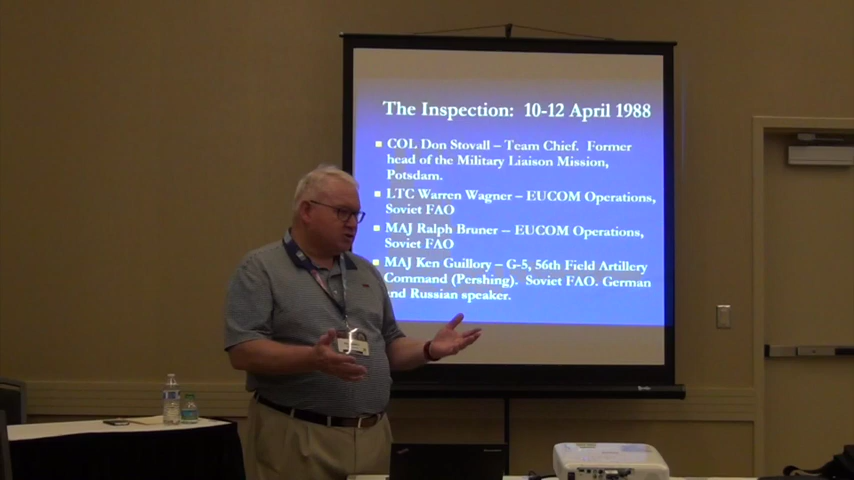 The Inspection: 10-12 April 1988
COL Don Stovall – Team Chief. Former
head of the Military Liaison Mission,
Potsdam.
LTC Warren Wagner – EUCOM Operations,
Soviet FAO
MAJ Ralph Bruner – EUCOM Operations,
Soviet FAO
MAJ Ken Guillory – G-5, 56th Field Artillery
Command (Pershing). Soviet FAO. German
and Russian speaker.